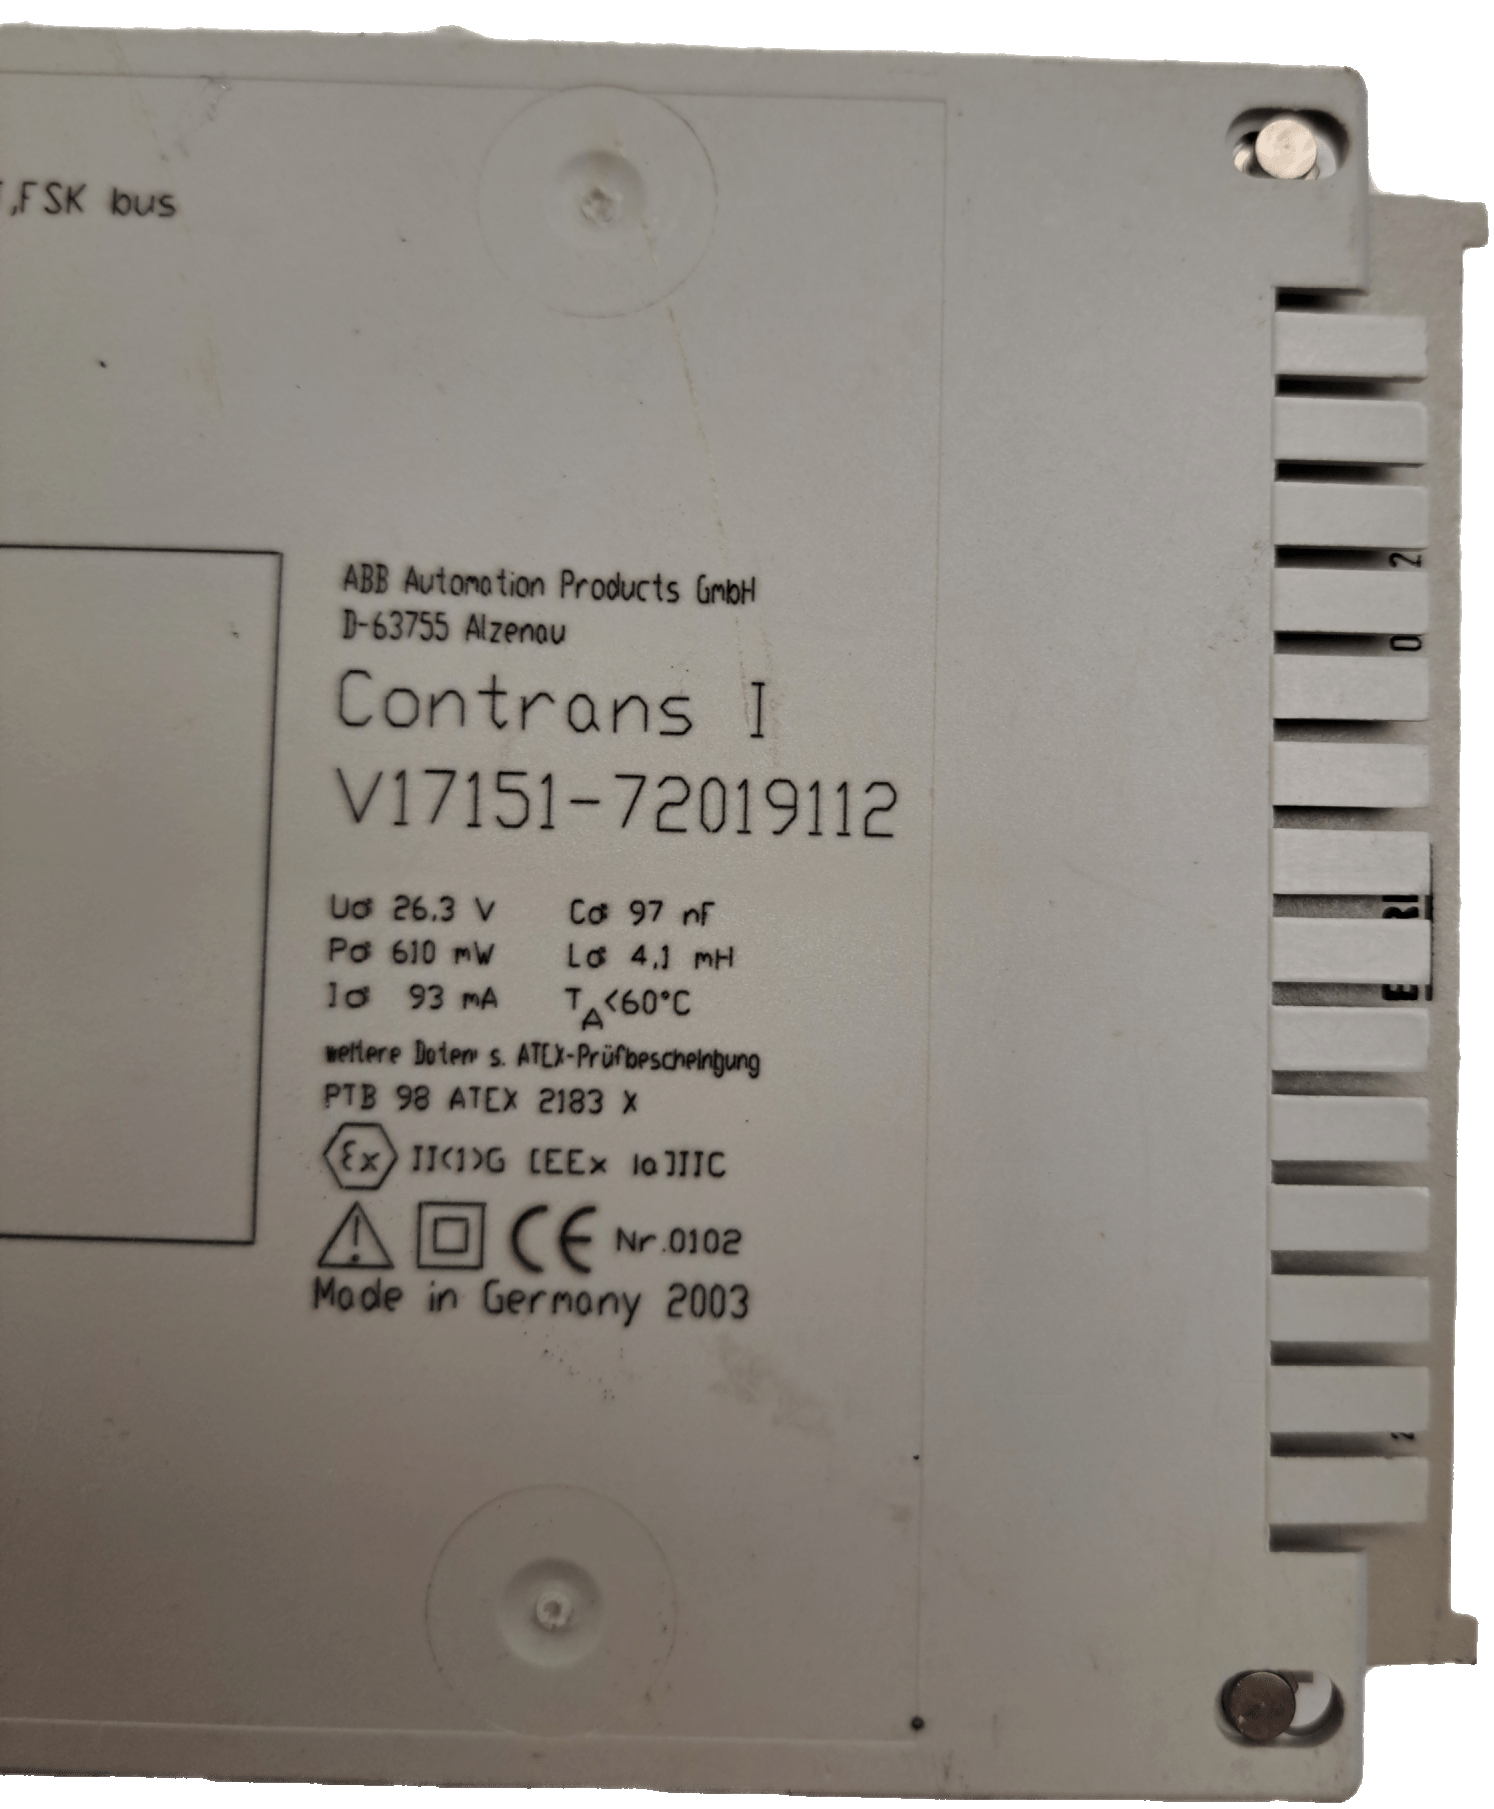 ,FSK bus
ABB Automation Products GmbH
D-63755 Alzenau
Contrans I
V17151-72019112
Uo 26,3 V Co 97 nF
Po 610 mW Lo 4,1 mH
Io 93 mA TA<60°C
weitere Daten s. ATEX-Prüfbescheinigung
PTB 98 ATEX 2183 X
Ex II(1)G [EEx ia]IIC
CE Nr.0102
Made in Germany 2003